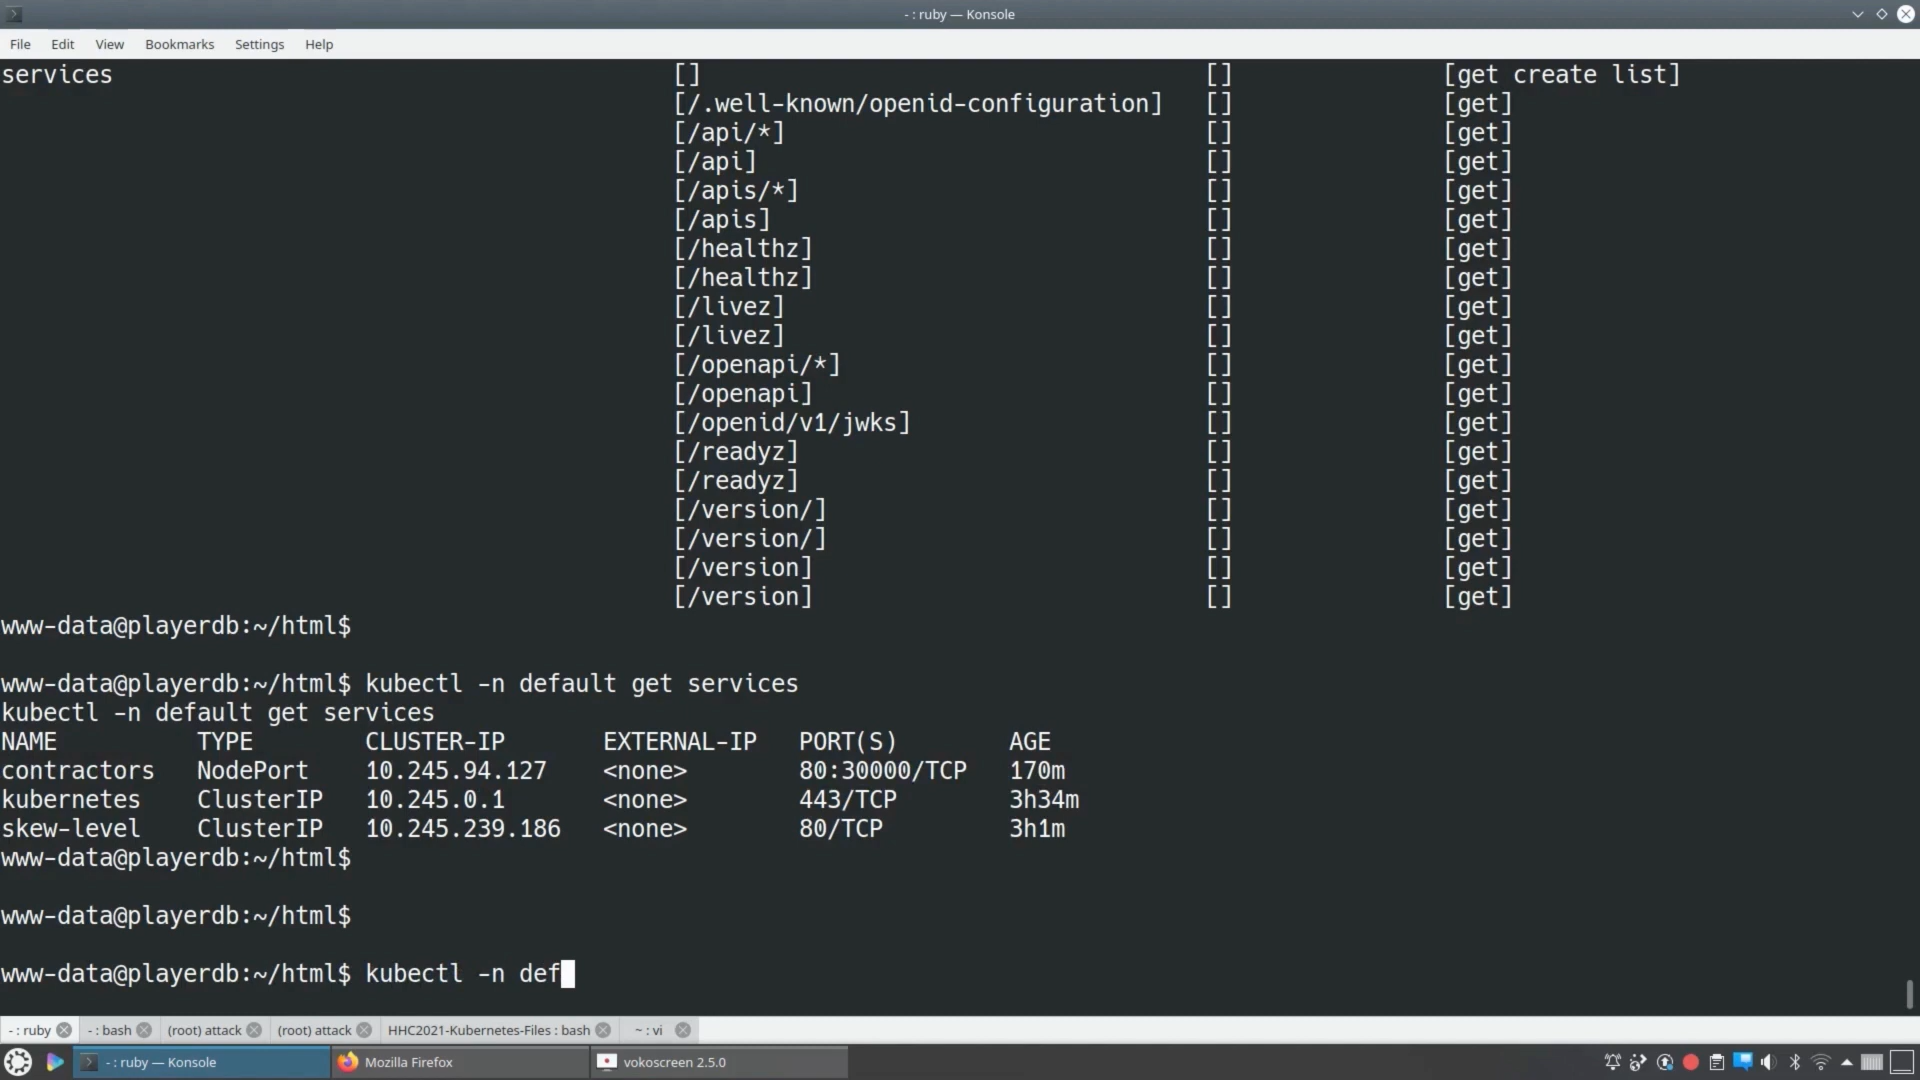 - : ruby — Konsole
File Edit View Bookmarks Settings Help
services [] [] [get create list]
[/.well-known/openid-configuration] [] [get]
[/api/*] [] [get]
[/api] [] [get]
[/apis/*] [] [get]
[/apis] [] [get]
[/healthz] [] [get]
[/healthz] [] [get]
[/livez] [] [get]
[/livez] [] [get]
[/openapi/*] [] [get]
[/openapi] [] [get]
[/openid/v1/jwks] [] [get]
[/readyz] [] [get]
[/readyz] [] [get]
[/version/] [] [get]
[/version/] [] [get]
[/version] [] [get]
[/version] [] [get]
www-data@playerdb:~/html$
www-data@playerdb:~/html$ kubectl -n default get services
kubectl -n default get services
NAME TYPE CLUSTER-IP EXTERNAL-IP PORT(S) AGE
contractors NodePort 10.245.94.127 <none> 80:30000/TCP 170m
kubernetes ClusterIP 10.245.0.1 <none> 443/TCP 3h34m
skew-level ClusterIP 10.245.239.186 <none> 80/TCP 3h1m
www-data@playerdb:~/html$
www-data@playerdb:~/html$
www-data@playerdb:~/html$ kubectl -n def
- : ruby - : bash (root) attack (root) attack HHC2021-Kubernetes-Files : bash ~ : vi
- : ruby — Konsole Mozilla Firefox vokoscreen 2.5.0